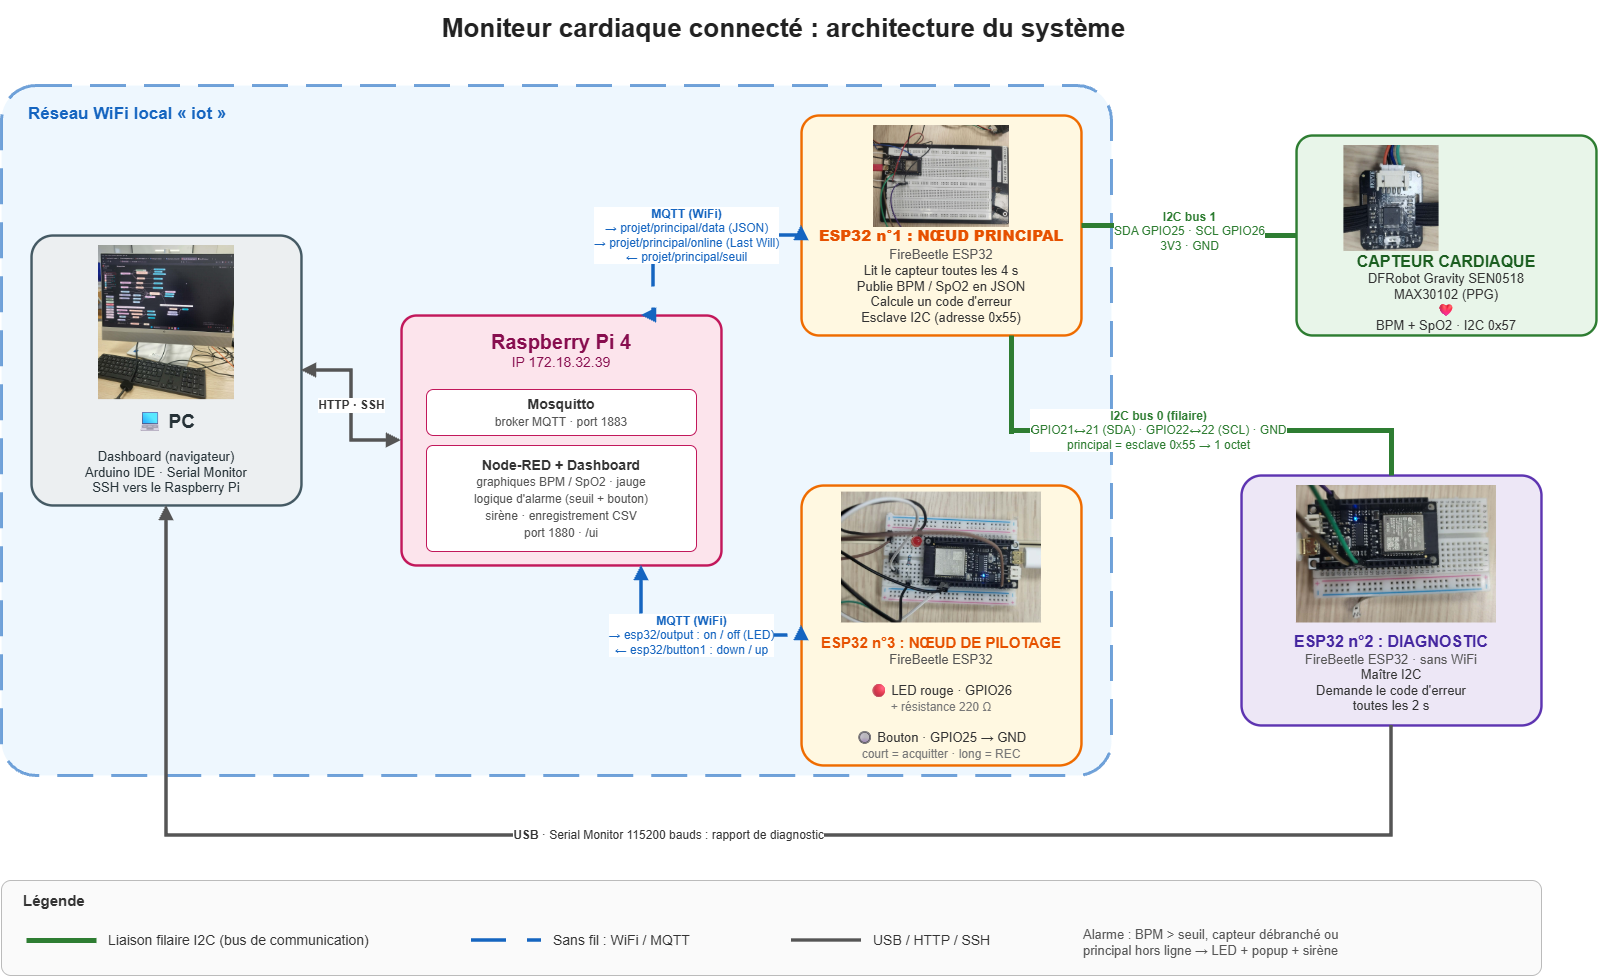 Moniteur cardiaque connecté : architecture du système
Réseau WiFi local « iot »
PC
Dashboard (navigateur)
Arduino IDE · Serial Monitor
SSH vers le Raspberry Pi
HTTP · SSH
Raspberry Pi 4
IP 172.18.32.39
Mosquitto
broker MQTT · port 1883
Node-RED + Dashboard
graphiques BPM / SpO2 · jauge
logique d'alarme (seuil + bouton)
sirène · enregistrement CSV
port 1880 · /ui
MQTT (WiFi)
→ projet/principal/data (JSON)
→ projet/principal/online (Last Will)
← projet/principal/seuil
ESP32 n°1 : NŒUD PRINCIPAL
FireBeetle ESP32
Lit le capteur toutes les 4 s
Publie BPM / SpO2 en JSON
Calcule un code d'erreur
Esclave I2C (adresse 0x55)
I2C bus 1
SDA GPIO25 · SCL GPIO26
3V3 · GND
CAPTEUR CARDIAQUE
DFRobot Gravity SEN0518
MAX30102 (PPG)
BPM + SpO2 · I2C 0x57
I2C bus 0 (filaire)
GPIO21↔21 (SDA) · GPIO22↔22 (SCL) · GND
principal = esclave 0x55 → 1 octet
MQTT (WiFi)
→ esp32/output : on / off (LED)
← esp32/button1 : down / up
ESP32 n°3 : NŒUD DE PILOTAGE
FireBeetle ESP32
LED rouge · GPIO26
+ résistance 220 Ω
Bouton · GPIO25 → GND
court = acquitter · long = REC
ESP32 n°2 : DIAGNOSTIC
FireBeetle ESP32 · sans WiFi
Maître I2C
Demande le code d'erreur
toutes les 2 s
USB · Serial Monitor 115200 bauds : rapport de diagnostic
Légende
Liaison filaire I2C (bus de communication)
Sans fil : WiFi / MQTT
USB / HTTP / SSH
Alarme : BPM > seuil, capteur débranché ou
principal hors ligne → LED + popup + sirène